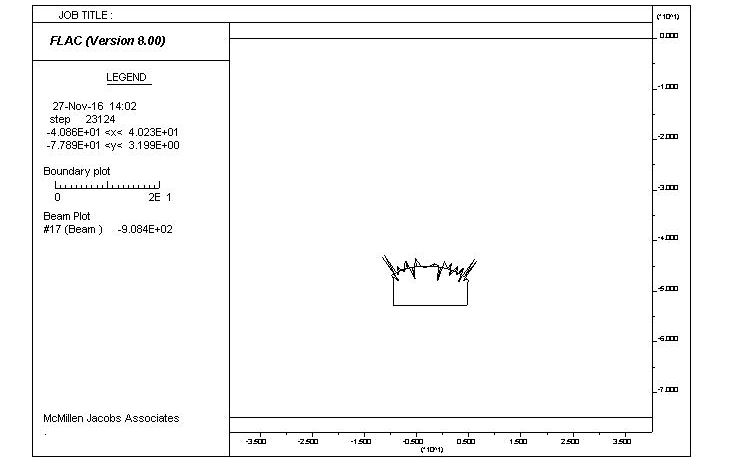 JOB TITLE :
FLAC (Version 8.00)
LEGEND
27-Nov-16 14:02
step 23124
-4.086E+01 <x< 4.023E+01
-7.789E+01 <y< 3.199E+00
Boundary plot
0 2E 1
Beam Plot
#17 (Beam ) -9.084E+02
McMillen Jacobs Associates
.
(*10^1)
0.000
-1.000
-2.000
-3.000
-4.000
-5.000
-6.000
-7.000
-3.500 -2.500 -1.500 -0.500 0.500 1.500 2.500 3.500
(*10^1)